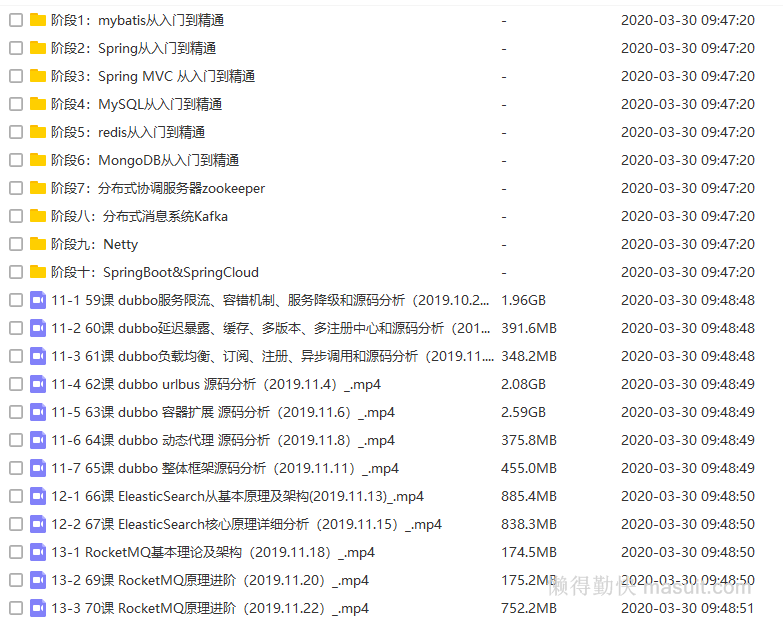 阶段1：mybatis从入门到精通 - 2020-03-30 09:47:20
阶段2：Spring从入门到精通 - 2020-03-30 09:47:20
阶段3：Spring MVC 从入门到精通 - 2020-03-30 09:47:20
阶段4：MySQL从入门到精通 - 2020-03-30 09:47:20
阶段5：redis从入门到精通 - 2020-03-30 09:47:20
阶段6：MongoDB从入门到精通 - 2020-03-30 09:47:20
阶段7：分布式协调服务器zookeeper - 2020-03-30 09:47:20
阶段八：分布式消息系统Kafka - 2020-03-30 09:47:20
阶段九：Netty - 2020-03-30 09:47:20
阶段十：SpringBoot&SpringCloud - 2020-03-30 09:47:20
11-1 59课 dubbo服务限流、容错机制、服务降级和源码分析（2019.10.2... 1.96GB 2020-03-30 09:48:48
11-2 60课 dubbo延迟暴露、缓存、多版本、多注册中心和源码分析（201... 391.6MB 2020-03-30 09:48:48
11-3 61课 dubbo负载均衡、订阅、注册、异步调用和源码分析（2019.11.... 348.2MB 2020-03-30 09:48:48
11-4 62课 dubbo urlbus 源码分析（2019.11.4）_.mp4 2.08GB 2020-03-30 09:48:49
11-5 63课 dubbo 容器扩展 源码分析（2019.11.6）_.mp4 2.59GB 2020-03-30 09:48:49
11-6 64课 dubbo 动态代理 源码分析（2019.11.8）_.mp4 375.8MB 2020-03-30 09:48:49
11-7 65课 dubbo 整体框架源码分析（2019.11.11）_.mp4 455.0MB 2020-03-30 09:48:49
12-1 66课 EleasticSearch从基本原理及架构(2019.11.13)_.mp4 885.4MB 2020-03-30 09:48:50
12-2 67课 EleasticSearch核心原理详细分析（2019.11.15）_.mp4 838.3MB 2020-03-30 09:48:50
13-1 RocketMQ基本理论及架构（2019.11.18）_.mp4 174.5MB 2020-03-30 09:48:50
13-2 69课 RocketMQ原理进阶（2019.11.20）_.mp4 175.2MB 2020-03-30 09:48:50
懒得勤快 masuit.com
13-3 70课 RocketMQ原理进阶（2019.11.22）_.mp4 752.2MB 2020-03-30 09:48:51